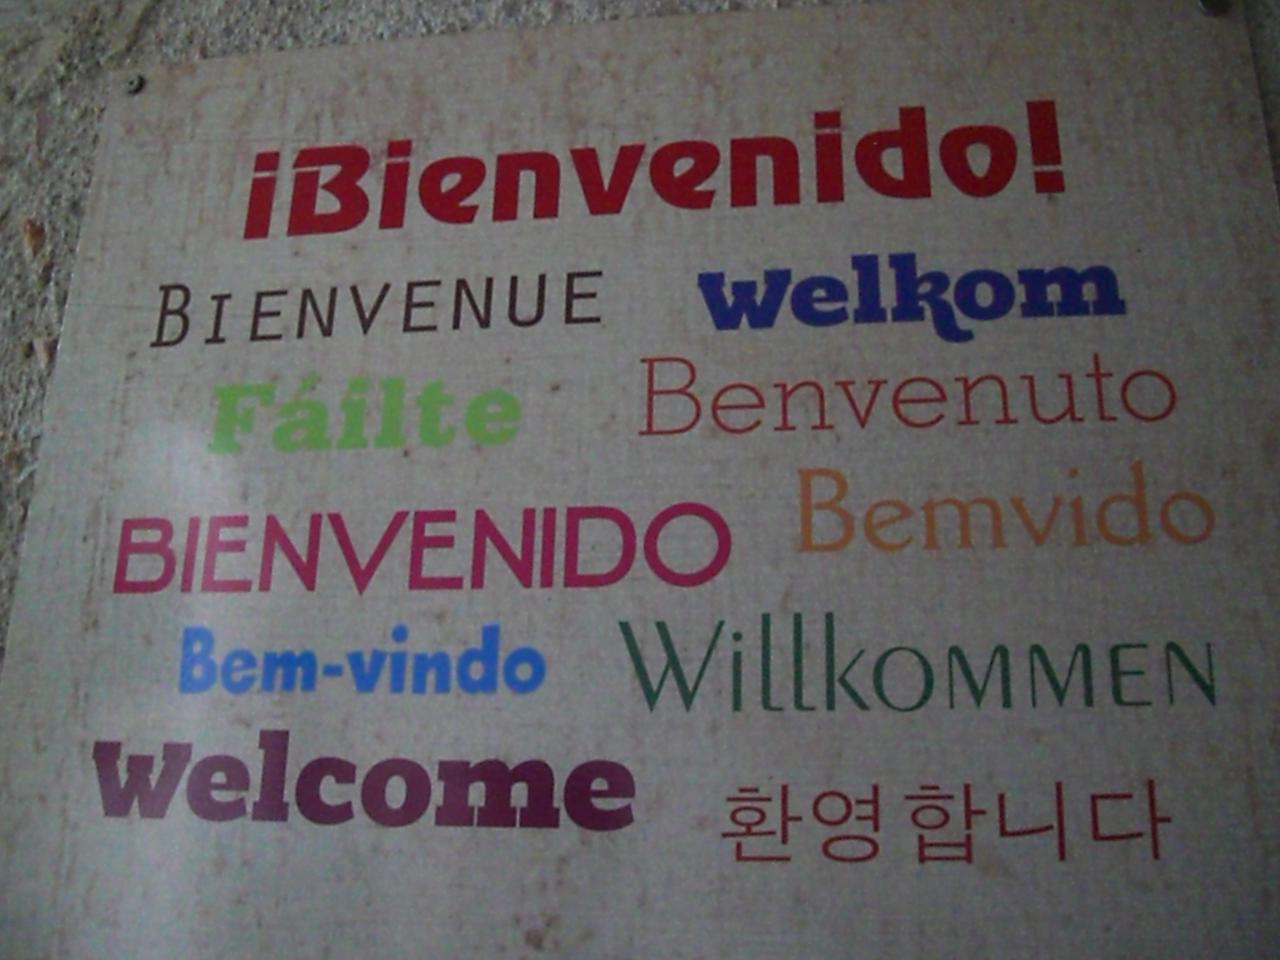 ¡Bienvenido!
BIENVENUE Welkom
Fáilte Benvenuto
BIENVENIDO Bemvido
Bem-vindo WillKOMMEN
Welcome 환영합니다